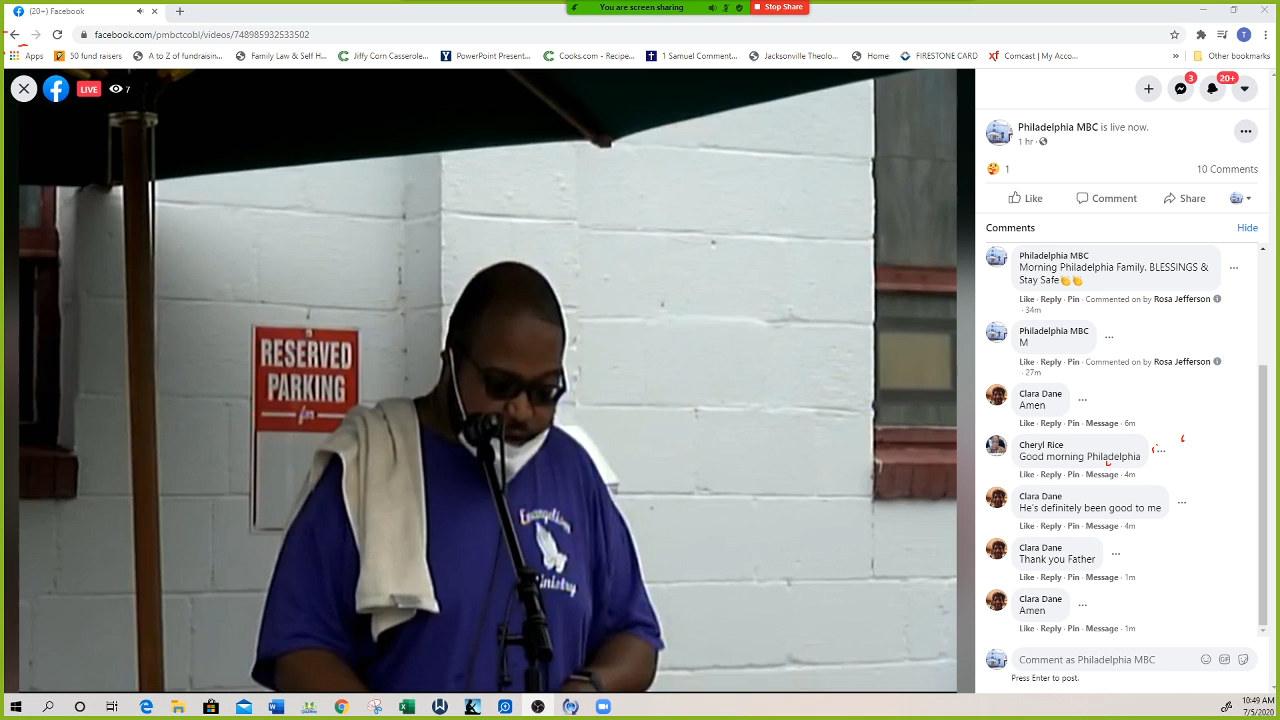 (20+) Facebook
You are screen sharing
Stop Share
facebook.com/pmbctcobl/videos/748985932533502
T
Apps
50 fund raisers
A to Z of fundraisin...
Family Law & Self H...
Jiffy Corn Casserole...
PowerPoint Present...
Cooks.com - Recipe...
1 Samuel Comment...
Jacksonville Theolo...
Home
FIRESTONE CARD
Comcast | My Acco...
»
Other bookmarks
LIVE
7
3
20+
Philadelphia MBC is live now.
1 hr ·
1
10 Comments
Like
Comment
Share
Comments
Hide
Philadelphia MBC
Morning Philadelphia Family, BLESSINGS &
Stay Safe👏👏
Like · Reply · Pin · Commented on by Rosa Jefferson
· 34m
Philadelphia MBC
M
Like · Reply · Pin · Commented on by Rosa Jefferson
· 27m
Clara Dane
Amen
Like · Reply · Pin · Message · 6m
Cheryl Rice
Good morning Philadelphia
Like · Reply · Pin · Message · 4m
Clara Dane
He's definitely been good to me
Like · Reply · Pin · Message · 4m
Clara Dane
Thank you Father
Like · Reply · Pin · Message · 1m
Clara Dane
Amen
Like · Reply · Pin · Message · 1m
Comment as Philadelphia MBC
GIF
Press Enter to post.
RESERVED
PARKING
for
Evangelism
Ministry
10:49 AM
7/5/2020